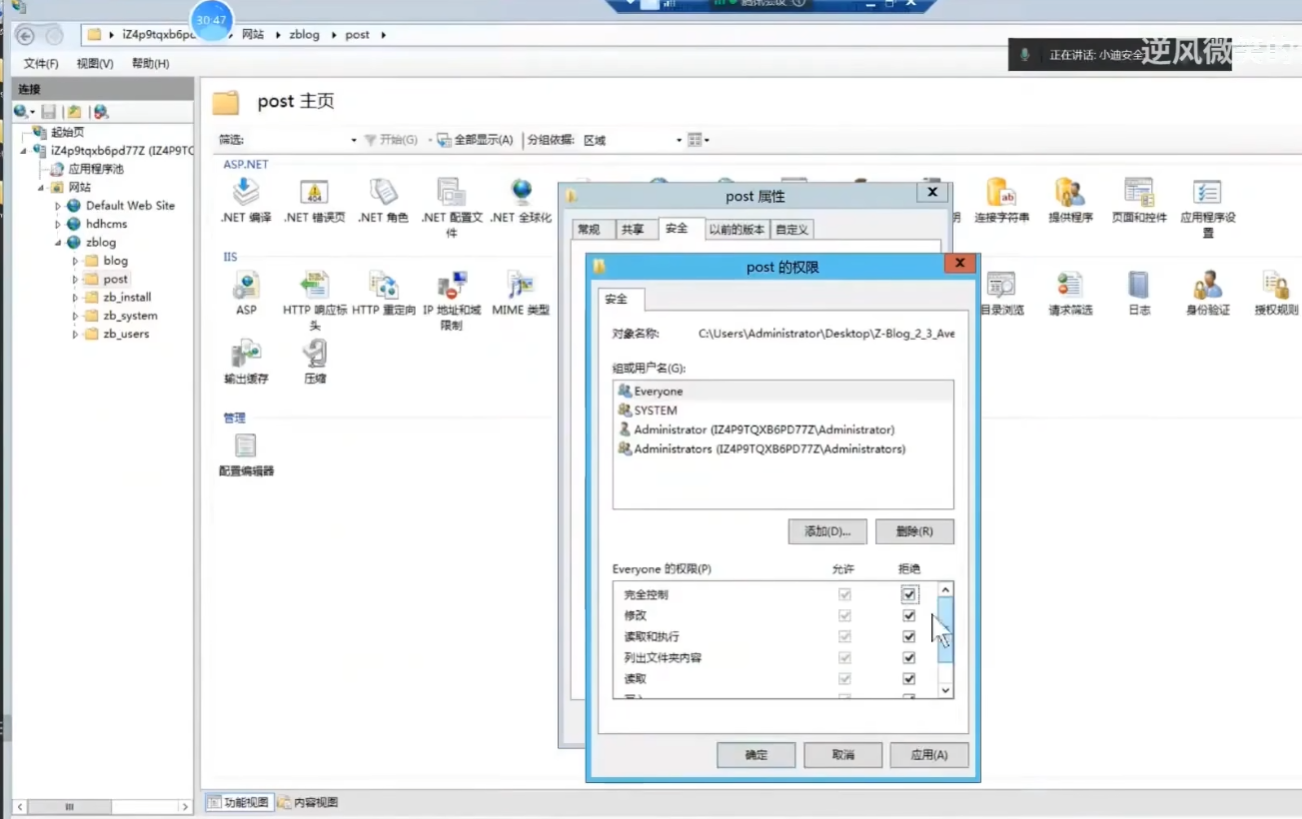 30:47
腾讯会议
iZ4p9tqxb6pd
网站
zblog
post
正在讲话: 小迪安全
逆风微笑的
文件(F) 视图(V) 帮助(H)
连接
起始页
iZ4p9tqxb6pd77Z (IZ4P9TC
应用程序池
网站
Default Web Site
hdhcms
zblog
blog
post
zb_install
zb_system
zb_users
post 主页
筛选:
开始(G)
全部显示(A)
分组依据:
区域
ASP.NET
.NET 编译
.NET 错误页
.NET 角色
.NET 配置文件
.NET 全球化
连接字符串
提供程序
页面和控件
应用程序设置
IIS
ASP
HTTP 响应标头
HTTP 重定向
IP 地址和域限制
MIME 类型
目录浏览
请求筛选
日志
身份验证
授权规则
输出缓存
压缩
管理
配置编辑器
post 属性
常规 共享 安全 以前的版本 自定义
post 的权限
安全
对象名称: C:\Users\Administrator\Desktop\Z-Blog_2_3_Ave
组或用户名(G):
Everyone
SYSTEM
Administrator (IZ4P9TQXB6PD77Z\Administrator)
Administrators (IZ4P9TQXB6PD77Z\Administrators)
添加(D)...
删除(R)
Everyone 的权限(P) 允许 拒绝
完全控制
修改
读取和执行
列出文件夹内容
读取
确定 取消 应用(A)
功能视图 内容视图